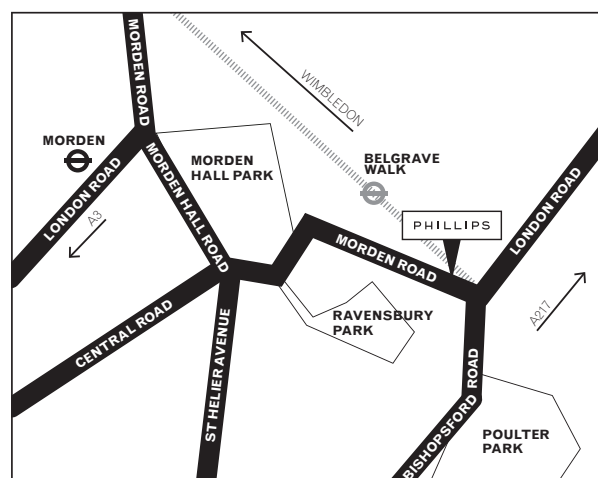 MORDEN ROAD
WIMBLEDON
MORDEN
LONDON ROAD
A3
MORDEN HALL ROAD
MORDEN
HALL PARK
BELGRAVE
WALK
PHILLIPS
LONDON ROAD
MORDEN ROAD
A217
CENTRAL ROAD
ST HELIER AVENUE
RAVENSBURY
PARK
BISHOPSFORD ROAD
POULTER
PARK